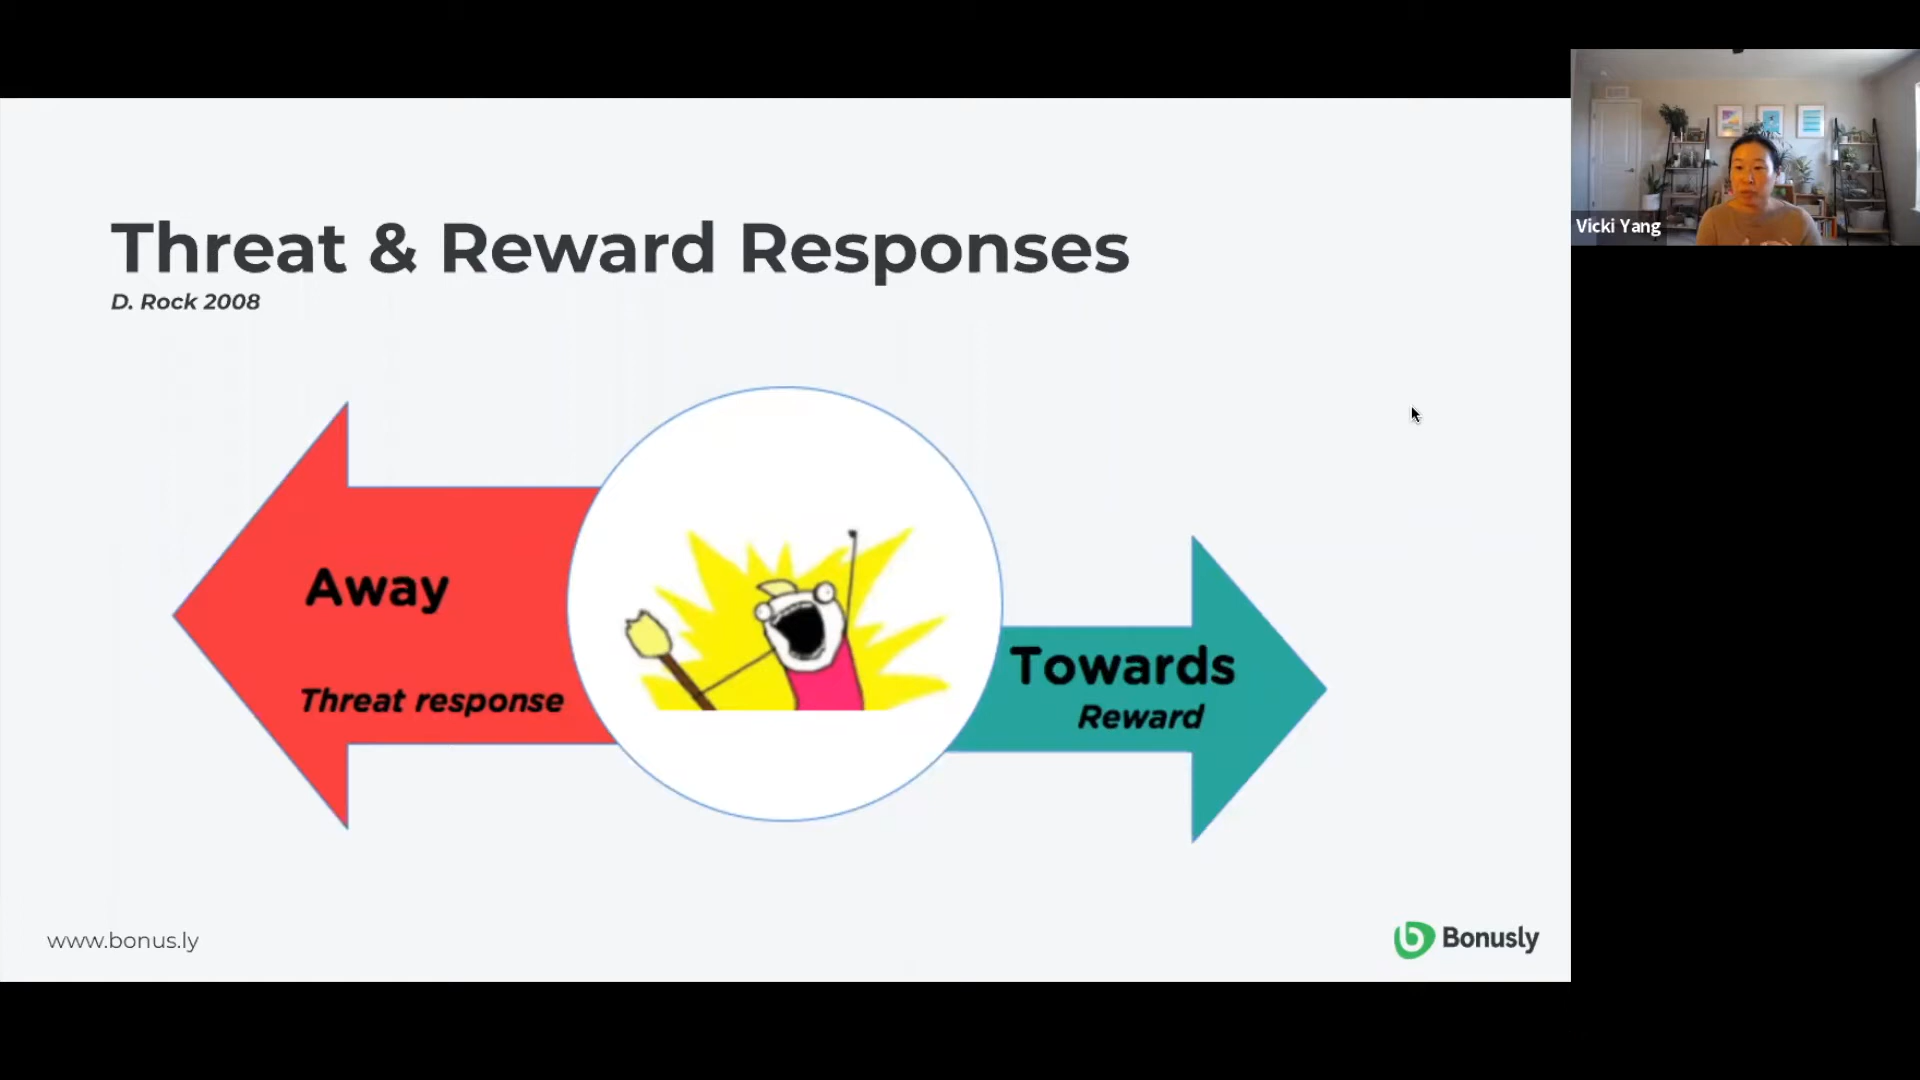 Threat & Reward Responses
D. Rock 2008
Away
Threat response
Towards
Reward
www.bonus.ly
Bonusly
Vicki Yang